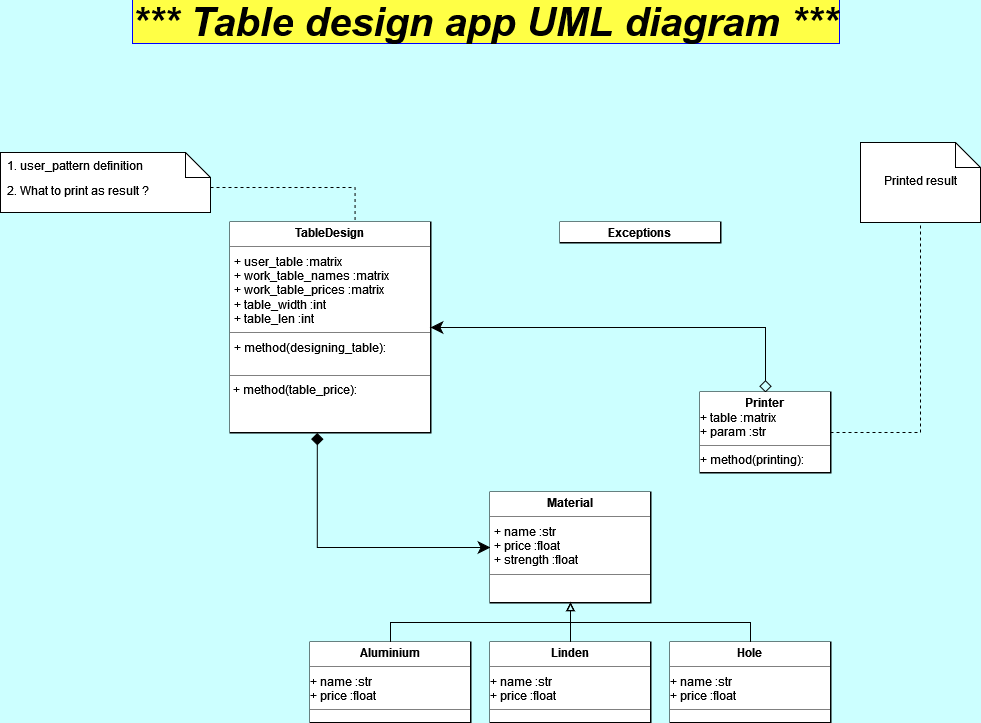 *** Table design app UML diagram ***
1. user_pattern definition
2. What to print as result ?
Printed result
TableDesign
+ user_table :matrix
+ work_table_names :matrix
+ work_table_prices :matrix
+ table_width :int
+ table_len :int
+ method(designing_table):
+ method(table_price):
Exceptions
Printer
+ table :matrix
+ param :str
+ method(printing):
Material
+ name :str
+ price :float
+ strength :float
Aluminium
+ name :str
+ price :float
Linden
+ name :str
+ price :float
Hole
+ name :str
+ price :float